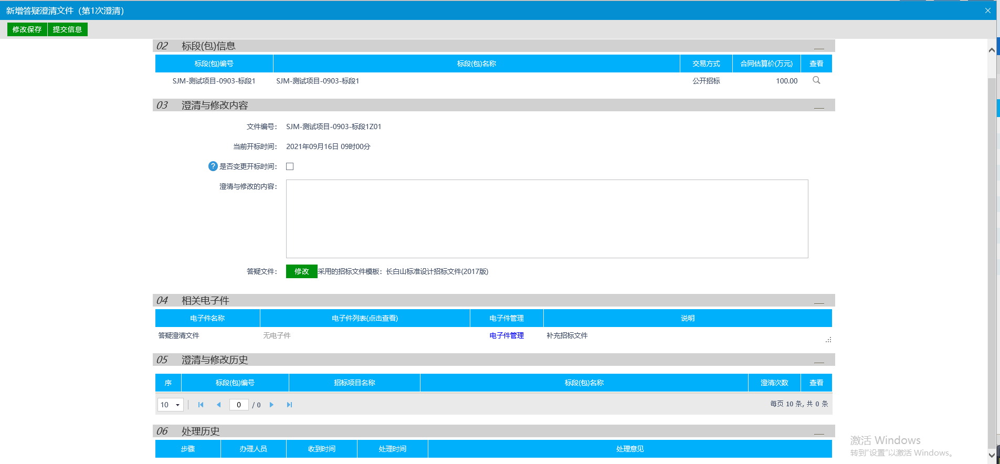 新增答疑澄清文件（第1次澄清）
修改保存 提交信息
02 标段(包)信息
标段(包)编号 标段(包)名称 交易方式 合同估算价(万元) 查看
SJM-测试项目-0903-标段1 SJM-测试项目-0903-标段1 公开招标 100.00
03 澄清与修改内容
文件编号： SJM-测试项目-0903-标段1Z01
当前开标时间： 2021年09月16日 09时00分
? 是否变更开标时间：
澄清与修改的内容：
答疑文件： 修改 采用的招标文件模板：长白山标准设计招标文件(2017版)
04 相关电子件
电子件名称 电子件列表(点击查看) 电子件管理 说明
答疑澄清文件 无电子件 电子件管理 补充招标文件
05 澄清与修改历史
序 标段(包)编号 招标项目名称 标段(包)名称 澄清次数 查看
10 0 / 0 每页 10 条, 共 0 条
06 处理历史
步骤 办理人员 收到时间 处理时间 处理意见
激活 Windows
转到"设置"以激活 Windows。